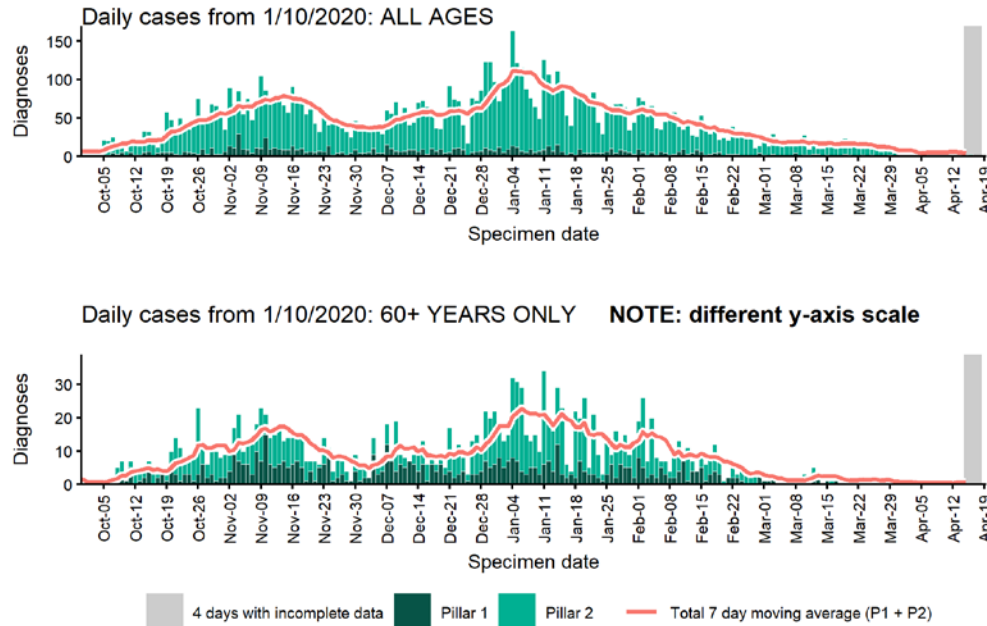 Daily cases from 1/10/2020: ALL AGES
150
100
50
0
Diagnoses
Oct-05 Oct-12 Oct-19 Oct-26 Nov-02 Nov-09 Nov-16 Nov-23 Nov-30 Dec-07 Dec-14 Dec-21 Dec-28 Jan-04 Jan-11 Jan-18 Jan-25 Feb-01 Feb-08 Feb-15 Feb-22 Mar-01 Mar-08 Mar-15 Mar-22 Mar-29 Apr-05 Apr-12 Apr-19
Specimen date
Daily cases from 1/10/2020: 60+ YEARS ONLY NOTE: different y-axis scale
30
20
10
0
Diagnoses
Oct-05 Oct-12 Oct-19 Oct-26 Nov-02 Nov-09 Nov-16 Nov-23 Nov-30 Dec-07 Dec-14 Dec-21 Dec-28 Jan-04 Jan-11 Jan-18 Jan-25 Feb-01 Feb-08 Feb-15 Feb-22 Mar-01 Mar-08 Mar-15 Mar-22 Mar-29 Apr-05 Apr-12 Apr-19
Specimen date
4 days with incomplete data Pillar 1 Pillar 2 Total 7 day moving average (P1 + P2)